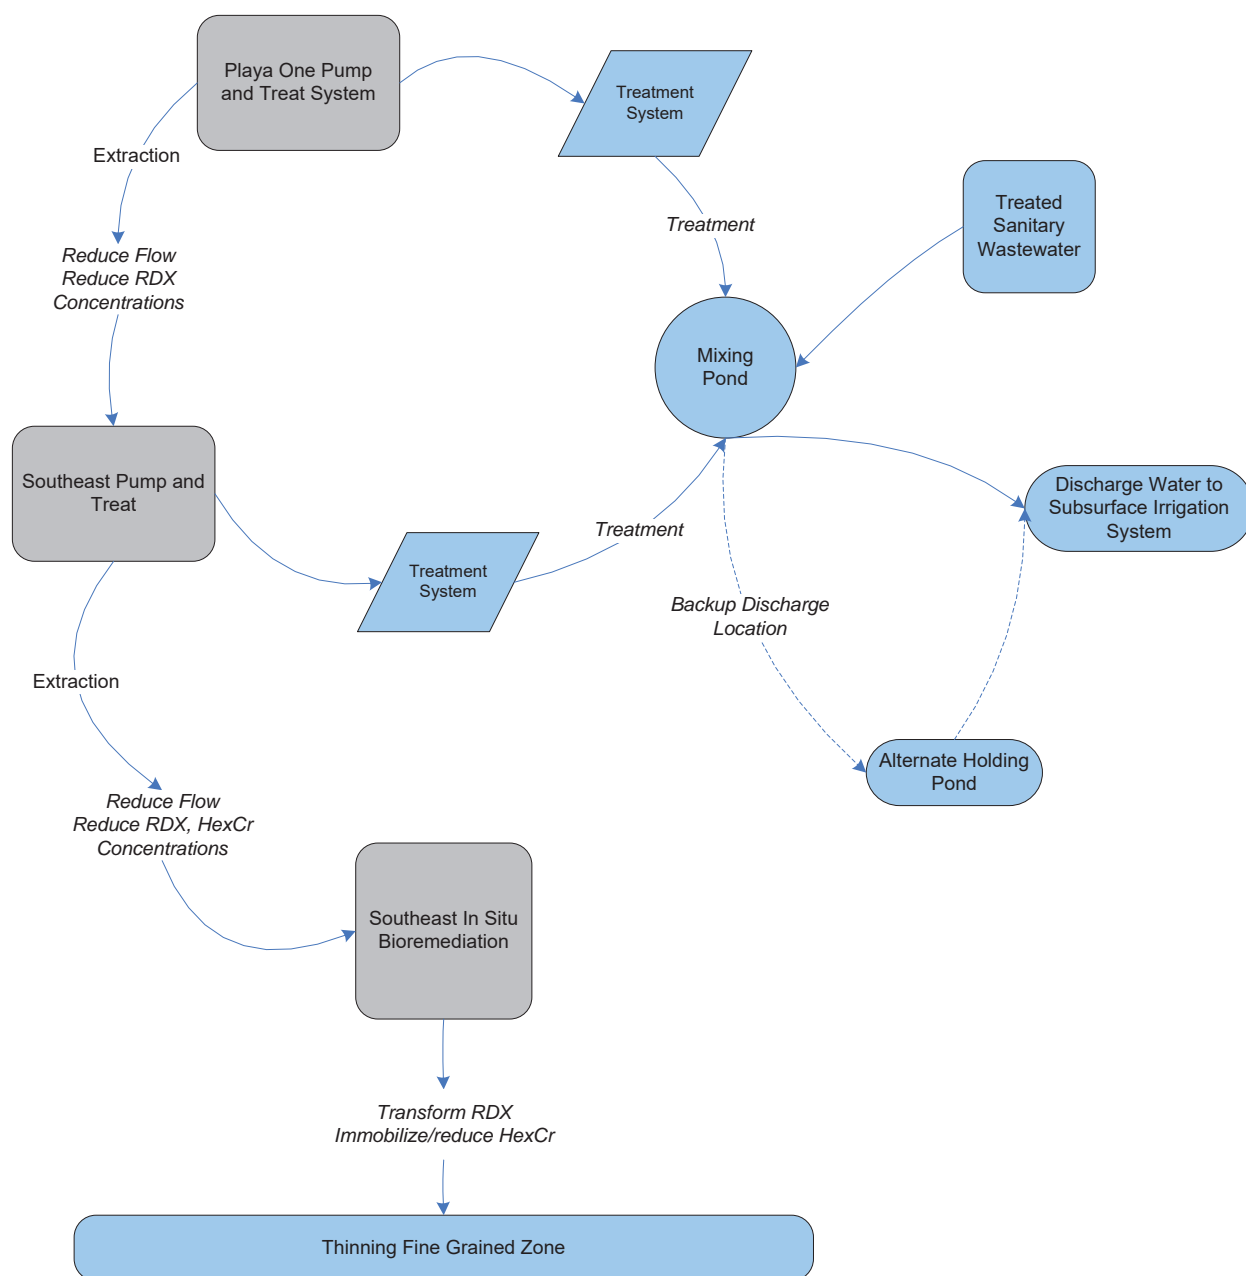 Playa One Pump
and Treat System
Treatment
System
Extraction
Treated
Sanitary
Wastewater
Treatment
Reduce Flow
Reduce RDX
Concentrations
Mixing
Pond
Southeast Pump and
Treat
Discharge Water to
Subsurface Irrigation
System
Treatment
Treatment
System
Backup Discharge
Location
Extraction
Alternate Holding
Pond
Reduce Flow
Reduce RDX, HexCr
Concentrations
Southeast In Situ
Bioremediation
Transform RDX
Immobilize/reduce HexCr
Thinning Fine Grained Zone